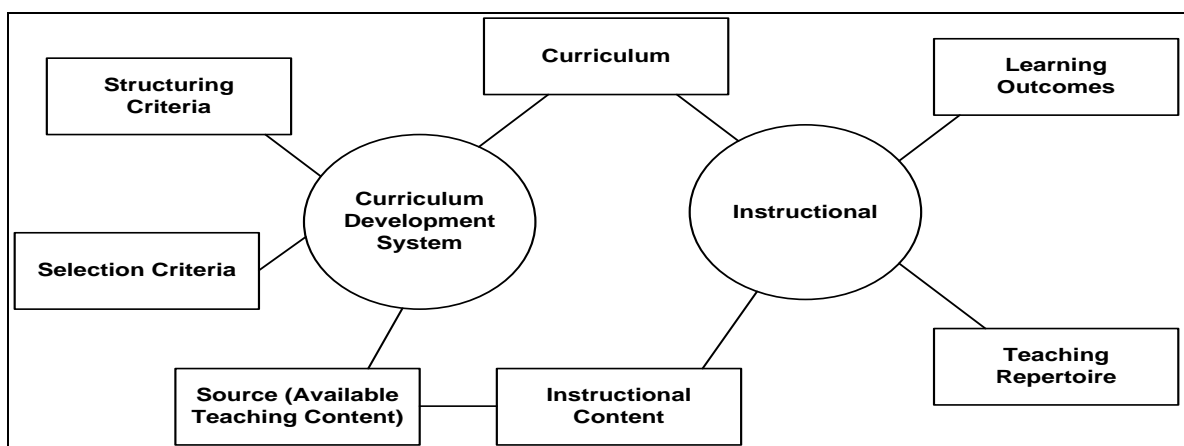 Curriculum
Structuring
Criteria
Learning
Outcomes
Curriculum
Development
System
Instructional
Selection Criteria
Source (Available
Teaching Content)
Instructional
Content
Teaching
Repertoire